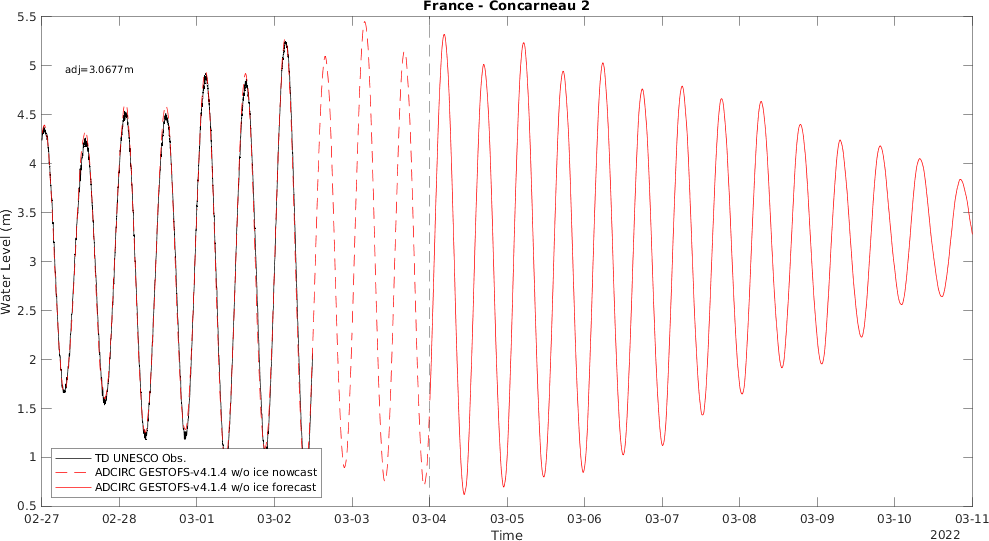 France - Concarneau 2
adj=3.0677m
5.5
5
4.5
4
3.5
3
2.5
2
1.5
1
0.5
Water Level (m)
TD UNESCO Obs.
ADCIRC GESTOFS-v4.1.4 w/o ice nowcast
ADCIRC GESTOFS-v4.1.4 w/o ice forecast
02-27 02-28 03-01 03-02 03-03 03-04 03-05 03-06 03-07 03-08 03-09 03-10 03-11
Time
2022